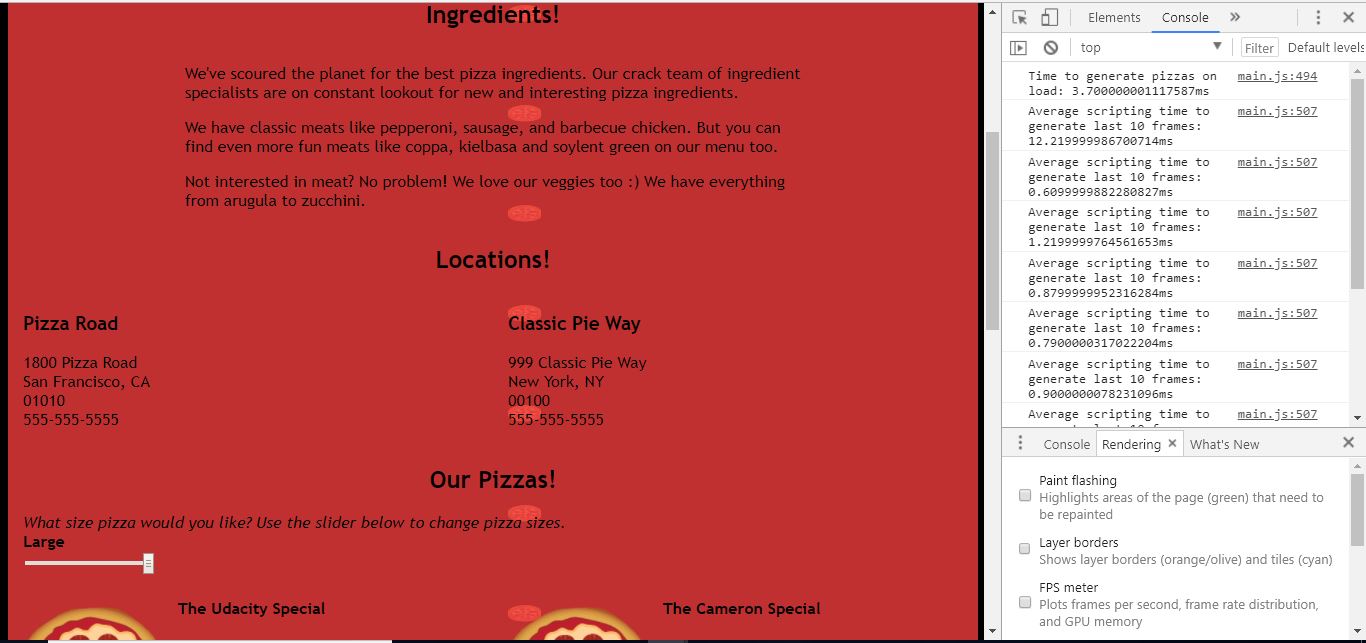 Ingredients!
We've scoured the planet for the best pizza ingredients. Our crack team of ingredient
specialists are on constant lookout for new and interesting pizza ingredients.
We have classic meats like pepperoni, sausage, and barbecue chicken. But you can
find even more fun meats like coppa, kielbasa and soylent green on our menu too.
Not interested in meat? No problem! We love our veggies too :) We have everything
from arugula to zucchini.
Locations!
Pizza Road
1800 Pizza Road
San Francisco, CA
01010
555-555-5555
Classic Pie Way
999 Classic Pie Way
New York, NY
00100
555-555-5555
Our Pizzas!
What size pizza would you like? Use the slider below to change pizza sizes.
Large
The Udacity Special
The Cameron Special
Elements Console »
top Filter Default levels
Time to generate pizzas on main.js:494
load: 3.700000001117587ms
Average scripting time to main.js:507
generate last 10 frames:
12.219999986700714ms
Average scripting time to main.js:507
generate last 10 frames:
0.6099999882280827ms
Average scripting time to main.js:507
generate last 10 frames:
1.2199999764561653ms
Average scripting time to main.js:507
generate last 10 frames:
0.8799999952316284ms
Average scripting time to main.js:507
generate last 10 frames:
0.7900000317022204ms
Average scripting time to main.js:507
generate last 10 frames:
0.9000000078231096ms
Average scripting time to main.js:507
Console Rendering What's New
Paint flashing
Highlights areas of the page (green) that need to
be repainted
Layer borders
Shows layer borders (orange/olive) and tiles (cyan)
FPS meter
Plots frames per second, frame rate distribution,
and GPU memory